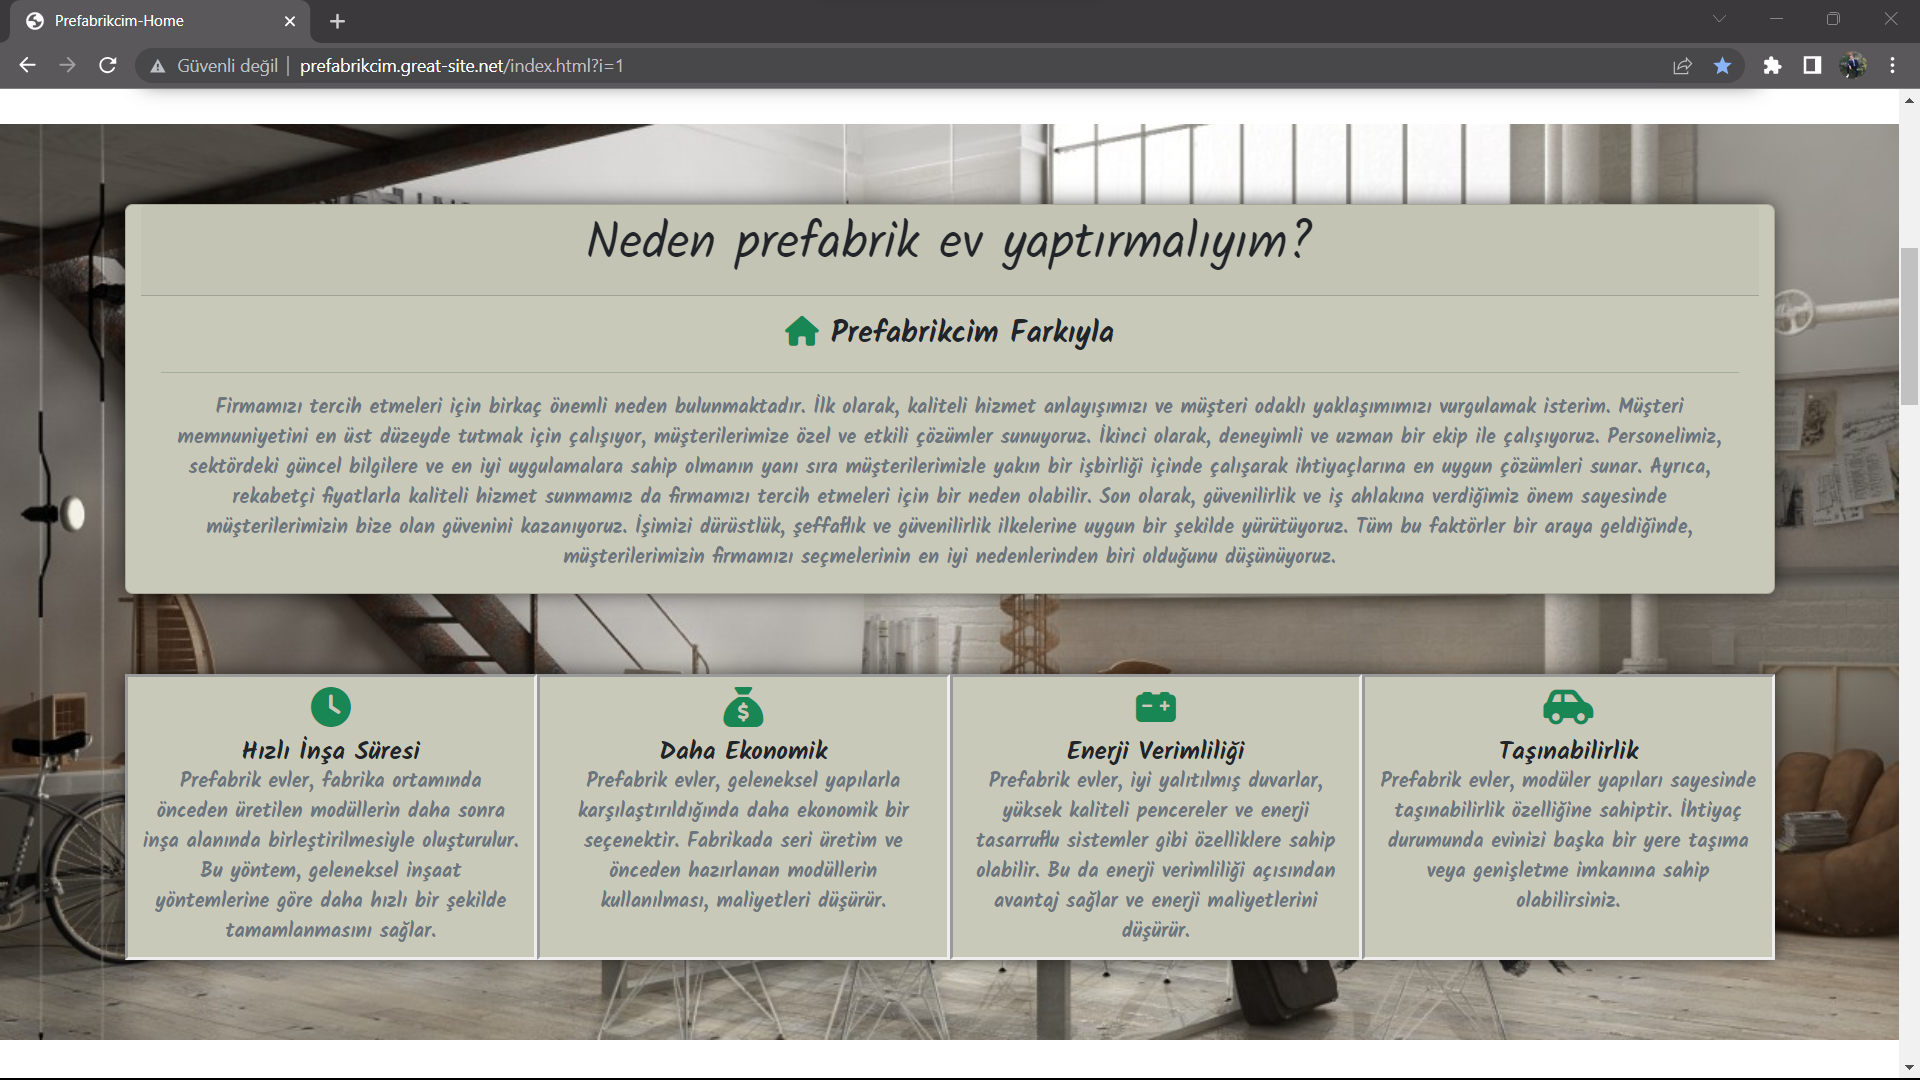 Prefabrikcim-Home
Güvenli değil
prefabrikcim.great-site.net/index.html?i=1
Neden prefabrik ev yaptırmalıyım?
Prefabrikcim Farkıyla
Firmamızı tercih etmeleri için birkaç önemli neden bulunmaktadır. İlk olarak, kaliteli hizmet anlayışımızı ve müşteri odaklı yaklaşımımızı vurgulamak isterim. Müşteri
memnuniyetini en üst düzeyde tutmak için çalışıyor, müşterilerimize özel ve etkili çözümler sunuyoruz. İkinci olarak, deneyimli ve uzman bir ekip ile çalışıyoruz. Personelimiz,
sektördeki güncel bilgilere ve en iyi uygulamalara sahip olmanın yanı sıra müşterilerimizle yakın bir işbirliği içinde çalışarak ihtiyaçlarına en uygun çözümleri sunar. Ayrıca,
rekabetçi fiyatlarla kaliteli hizmet sunmamız da firmamızı tercih etmeleri için bir neden olabilir. Son olarak, güvenilirlik ve iş ahlakına verdiğimiz önem sayesinde
müşterilerimizin bize olan güvenini kazanıyoruz. İşimizi dürüstlük, şeffaflık ve güvenilirlik ilkelerine uygun bir şekilde yürütüyoruz. Tüm bu faktörler bir araya geldiğinde,
müşterilerimizin firmamızı seçmelerinin en iyi nedenlerinden biri olduğunu düşünüyoruz.
Hızlı İnşa Süresi
Prefabrik evler, fabrika ortamında
önceden üretilen modüllerin daha sonra
inşa alanında birleştirilmesiyle oluşturulur.
Bu yöntem, geleneksel inşaat
yöntemlerine göre daha hızlı bir şekilde
tamamlanmasını sağlar.
Daha Ekonomik
Prefabrik evler, geleneksel yapılarla
karşılaştırıldığında daha ekonomik bir
seçenektir. Fabrikada seri üretim ve
önceden hazırlanan modüllerin
kullanılması, maliyetleri düşürür.
Enerji Verimliliği
Prefabrik evler, iyi yalıtılmış duvarlar,
yüksek kaliteli pencereler ve enerji
tasarruflu sistemler gibi özelliklere sahip
olabilir. Bu da enerji verimliliği açısından
avantaj sağlar ve enerji maliyetlerini
düşürür.
Taşınabilirlik
Prefabrik evler, modüler yapıları sayesinde
taşınabilirlik özelliğine sahiptir. İhtiyaç
durumunda evinizi başka bir yere taşıma
veya genişletme imkanına sahip
olabilirsiniz.